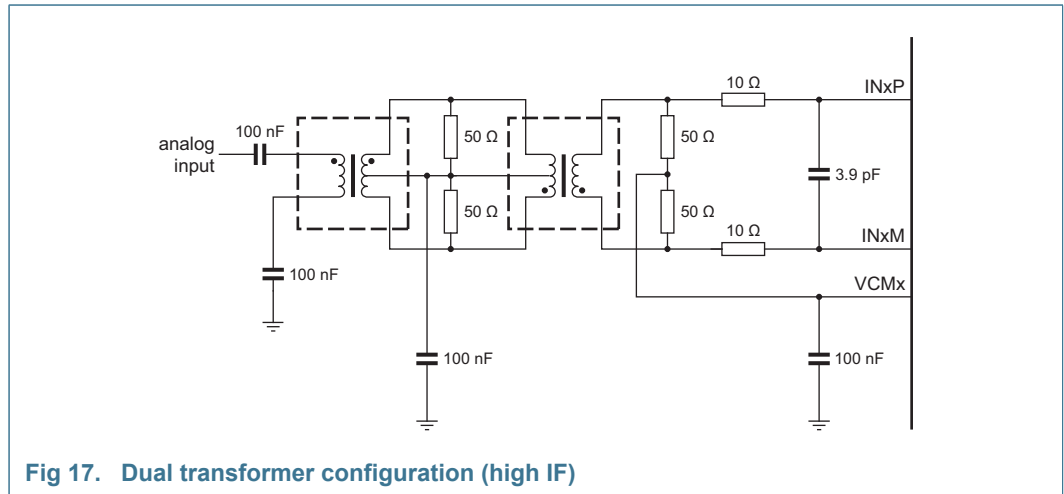 INxP
10 Ω
100 nF
analog
input
50 Ω
50 Ω
3.9 pF
50 Ω
50 Ω
10 Ω
INxM
VCMx
100 nF
100 nF
100 nF
Fig 17. Dual transformer configuration (high IF)